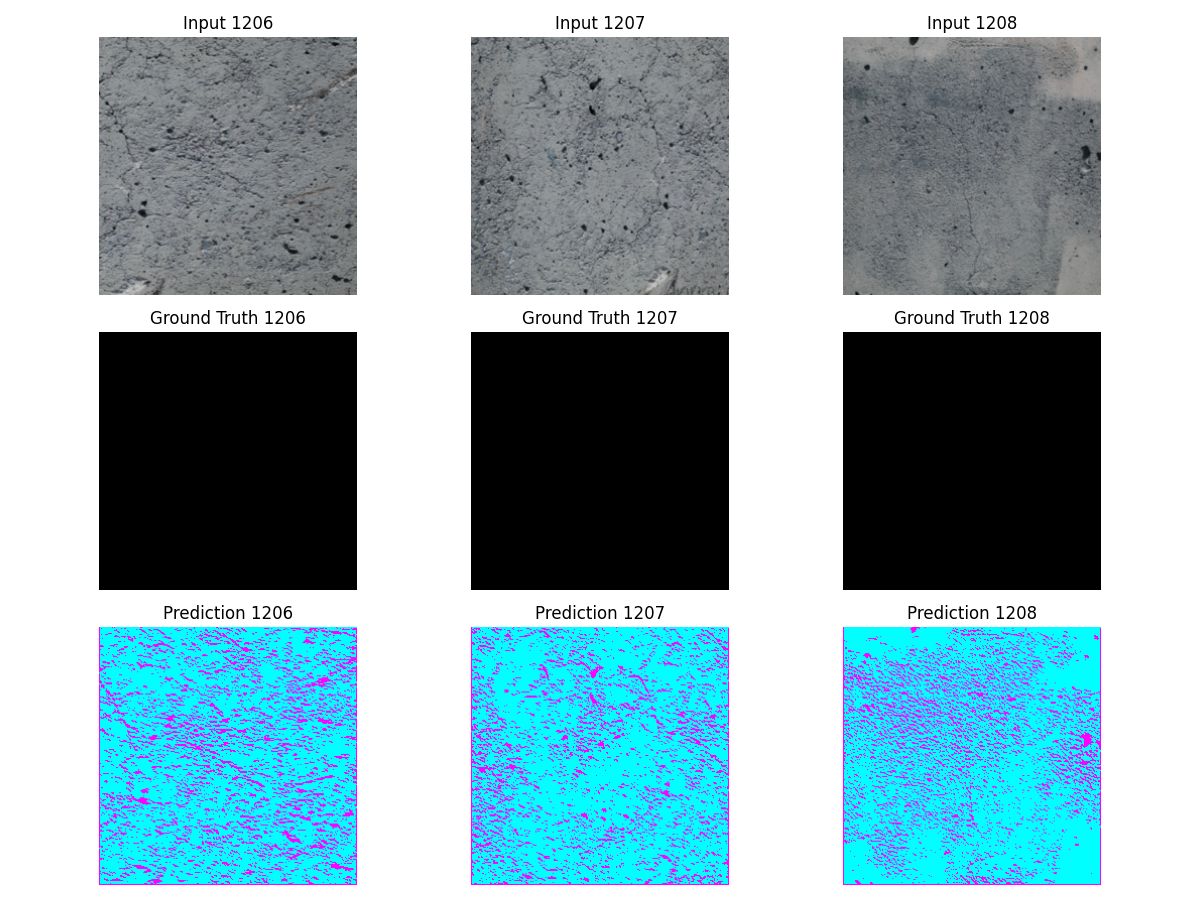 Input 1206
Input 1207
Input 1208
Ground Truth 1206
Ground Truth 1207
Ground Truth 1208
Prediction 1206
Prediction 1207
Prediction 1208